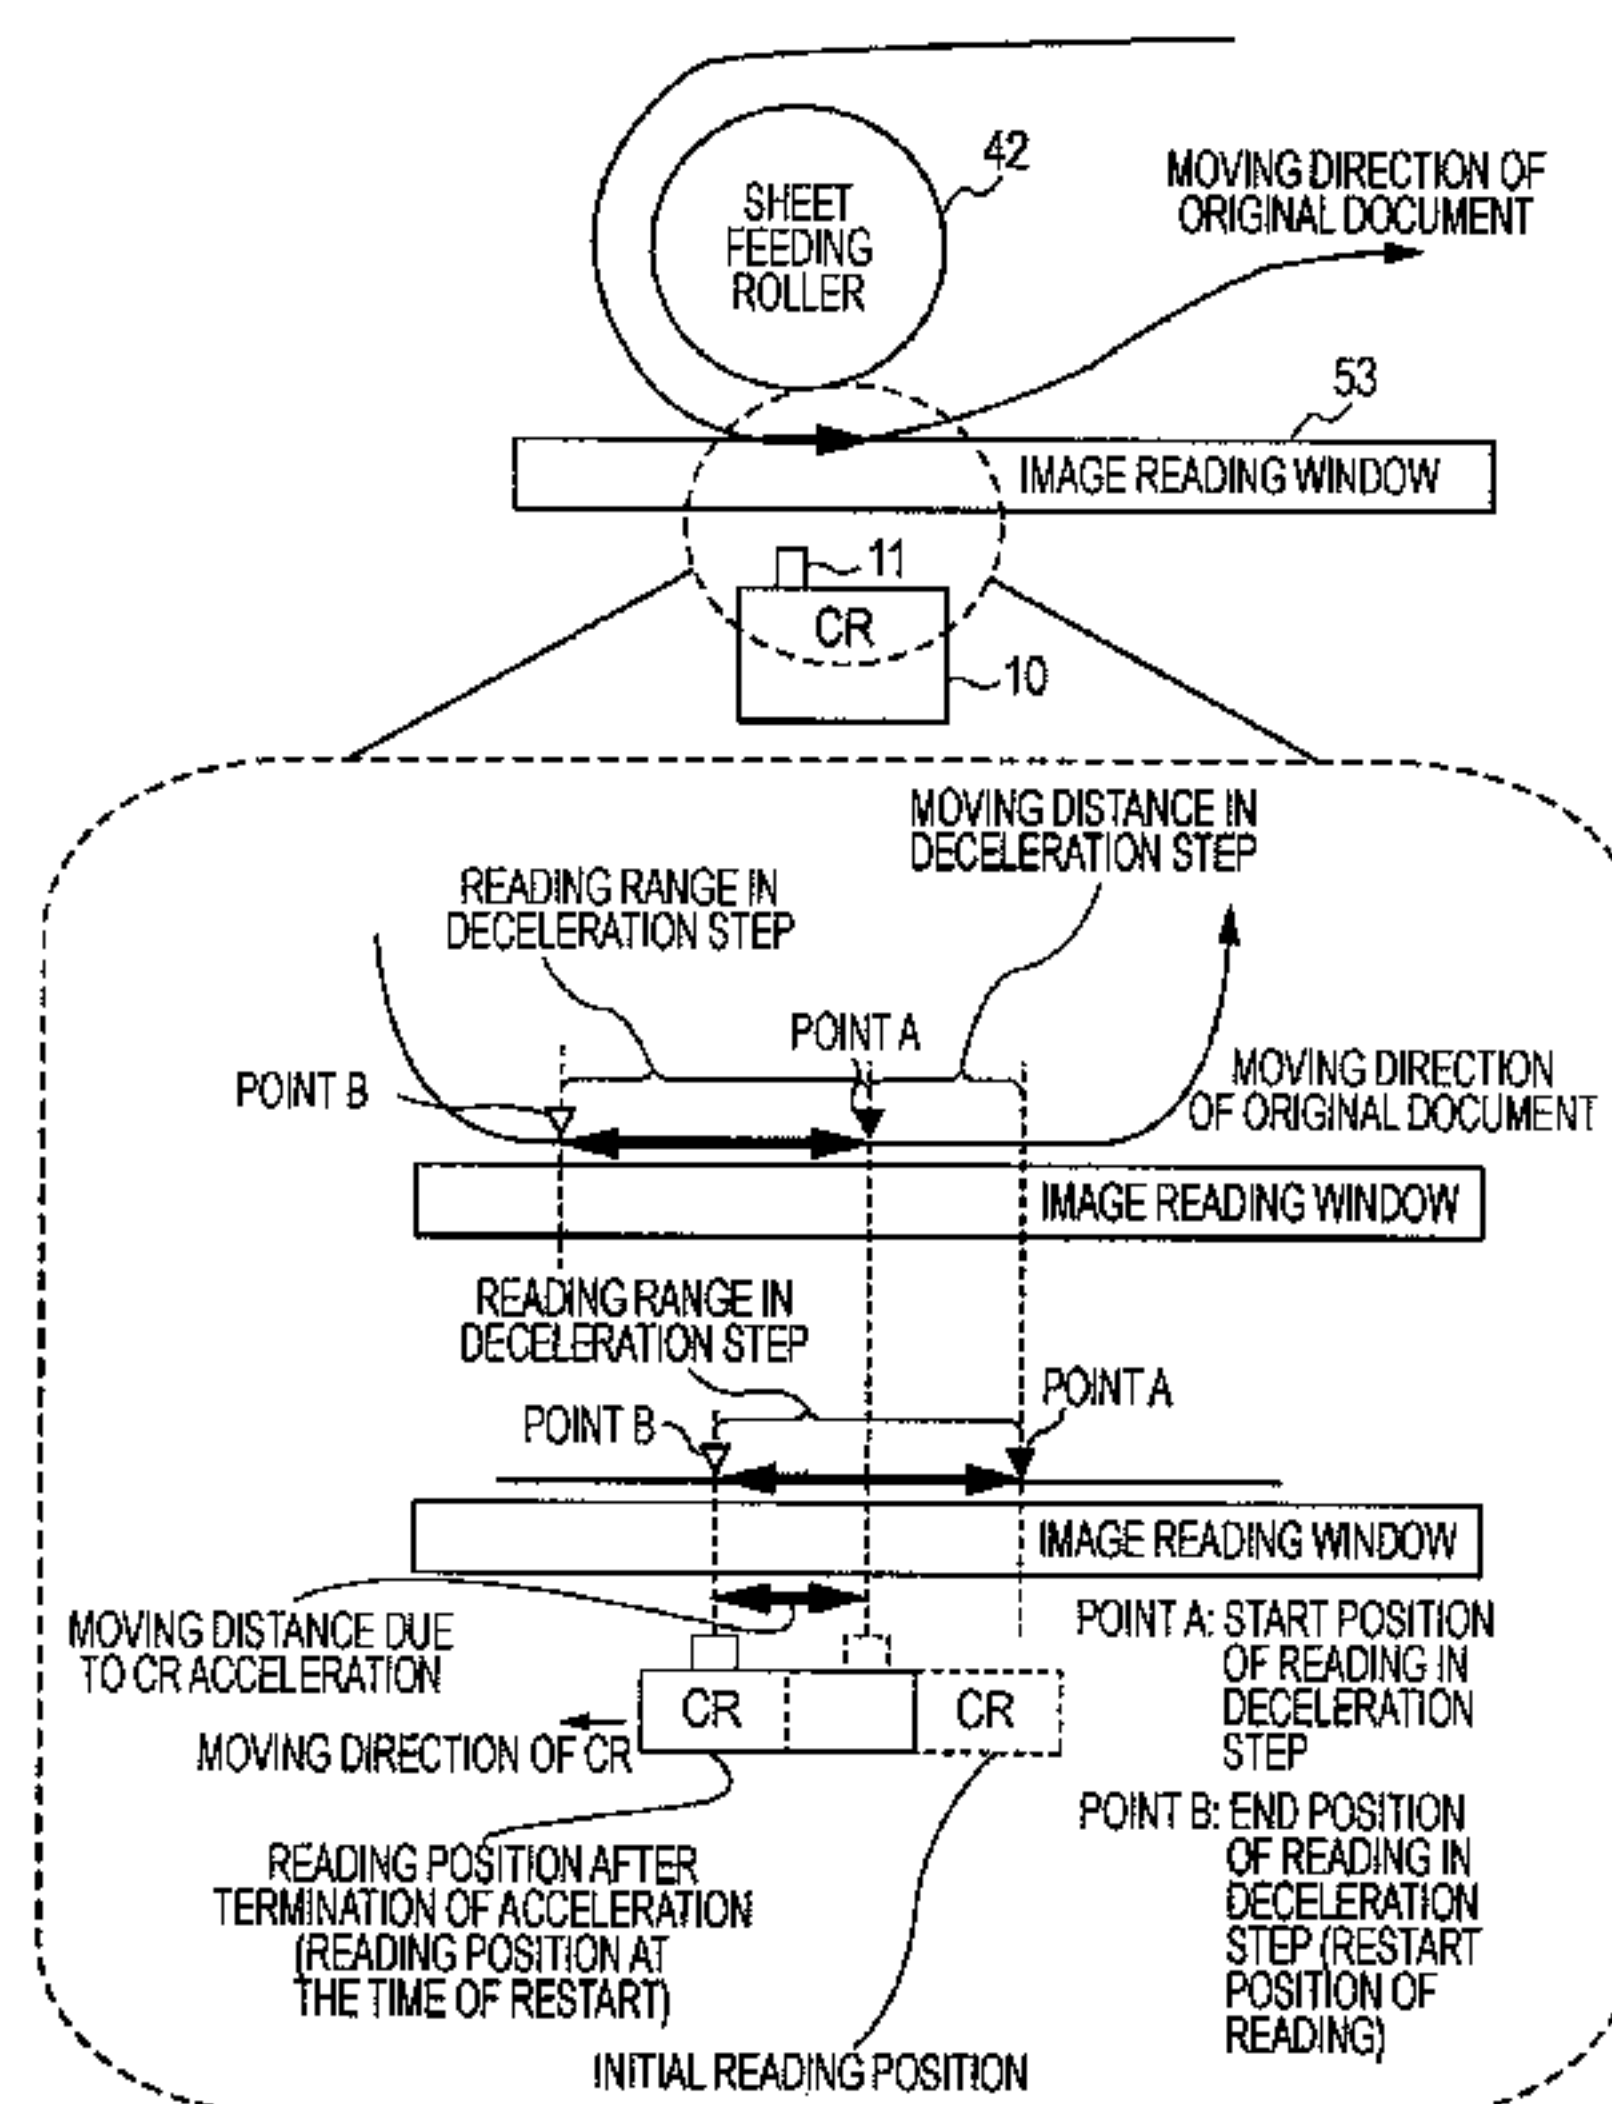 42
SHEET
FEEDING
ROLLER
MOVING DIRECTION OF
ORIGINAL DOCUMENT
53
IMAGE READING WINDOW
11
CR
10
MOVING DISTANCE IN
DECELERATION STEP
READING RANGE IN
DECELERATION STEP
POINT A
POINT B
MOVING DIRECTION
OF ORIGINAL DOCUMENT
IMAGE READING WINDOW
READING RANGE IN
DECELERATION STEP
POINT A
POINT B
IMAGE READING WINDOW
MOVING DISTANCE DUE
TO CR ACCELERATION
CR
CR
MOVING DIRECTION OF CR
POINT A: START POSITION
OF READING IN
DECELERATION
STEP
POINT B: END POSITION
OF READING IN
DECELERATION
STEP (RESTART
POSITION OF
READING)
READING POSITION AFTER
TERMINATION OF ACCELERATION
(READING POSITION AT
THE TIME OF RESTART)
INITIAL READING POSITION